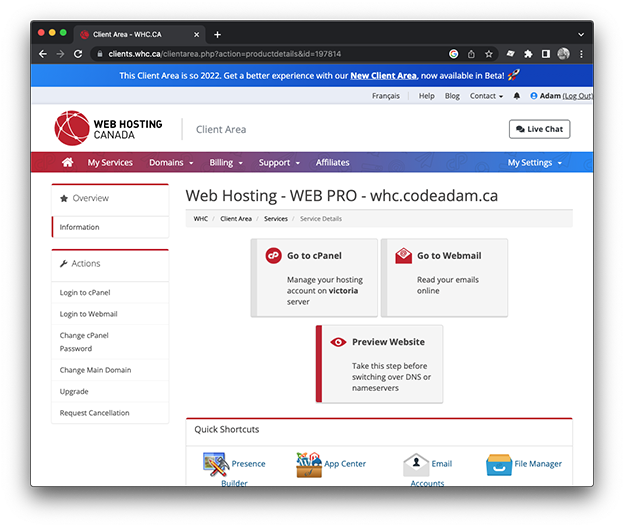 Client Area - WHC.CA
clients.whc.ca/clientarea.php?action=productdetails&id=197814
This Client Area is so 2022. Get a better experience with our New Client Area, now available in Beta! 🚀
Français Help Blog Contact Adam (Log Out)
WEB HOSTING
CANADA
Client Area
Live Chat
My Services Domains Billing Support Affiliates My Settings
Overview
Information
Actions
Login to cPanel
Login to Webmail
Change cPanel
Password
Change Main Domain
Upgrade
Request Cancellation
Web Hosting - WEB PRO - whc.codeadam.ca
WHC / Client Area / Services / Service Details
cP Go to cPanel
Manage your hosting
account on victoria
server
Go to Webmail
Read your emails
online
Preview Website
Take this step before
switching over DNS or
nameservers
Quick Shortcuts
Presence
Builder
App Center
Email
Accounts
File Manager